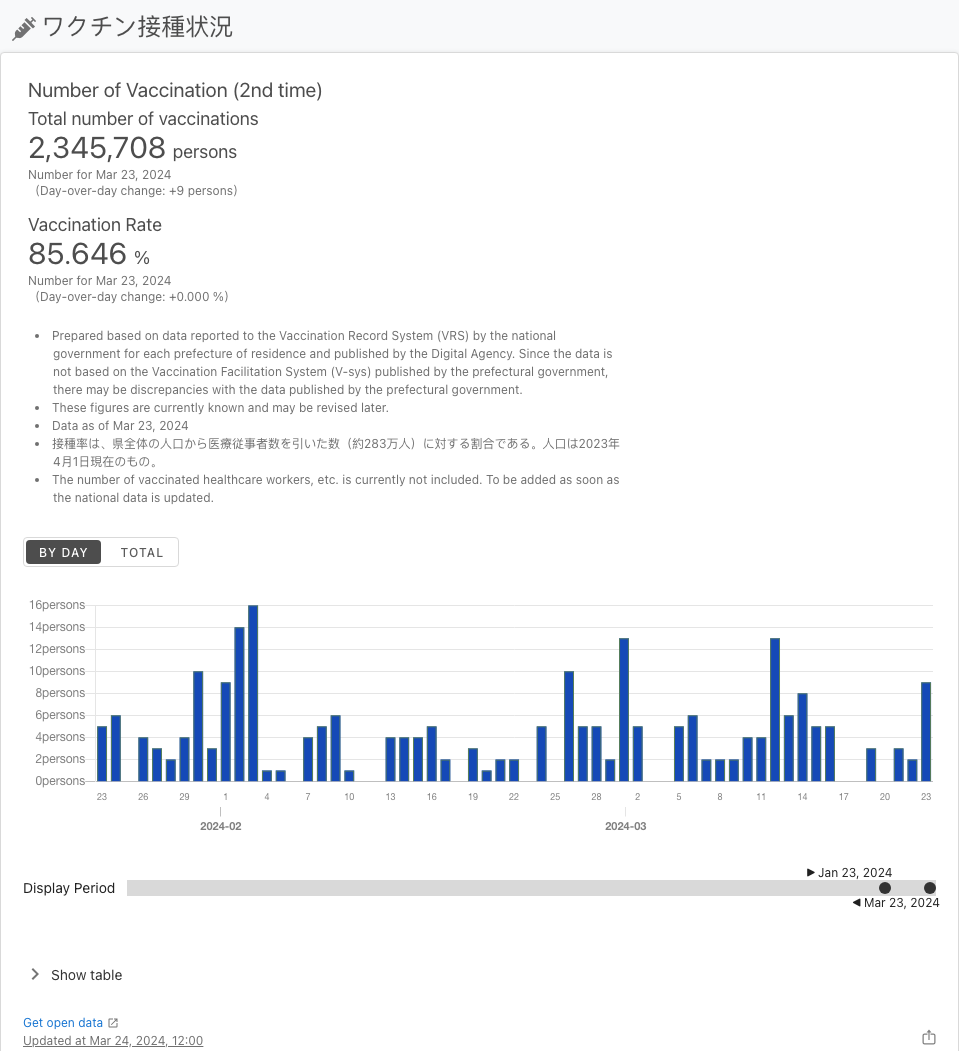 ワクチン接種状況
Number of Vaccination (2nd time)
Total number of vaccinations
2,345,708 persons
Number for Mar 23, 2024
（Day-over-day change: +9 persons）
Vaccination Rate
85.646 %
Number for Mar 23, 2024
（Day-over-day change: +0.000 %）
• Prepared based on data reported to the Vaccination Record System (VRS) by the national
government for each prefecture of residence and published by the Digital Agency. Since the data is
not based on the Vaccination Facilitation System (V-sys) published by the prefectural government,
there may be discrepancies with the data published by the prefectural government.
• These figures are currently known and may be revised later.
• Data as of Mar 23, 2024
• 接種率は、県全体の人口から医療従事者数を引いた数（約283万人）に対する割合である。人口は2023年
4月1日現在のもの。
• The number of vaccinated healthcare workers, etc. is currently not included. To be added as soon as
the national data is updated.
BY DAY TOTAL
16persons
14persons
12persons
10persons
8persons
6persons
4persons
2persons
0persons
23 26 29 1 4 7 10 13 16 19 22 25 28 2 5 8 11 14 17 20 23
2024-02 2024-03
Jan 23, 2024
Display Period
Mar 23, 2024
Show table
Get open data
Updated at Mar 24, 2024, 12:00